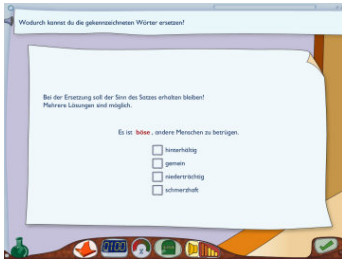 Wodurch kannst du die gekennzeichneten Wörter ersetzen?
Bei der Ersetzung soll der Sinn des Satzes erhalten bleiben!
Mehrere Lösungen sind möglich.
Es ist böse, andere Menschen zu betrügen.
hinterhältig
gemein
niederträchtig
schmerzhaft